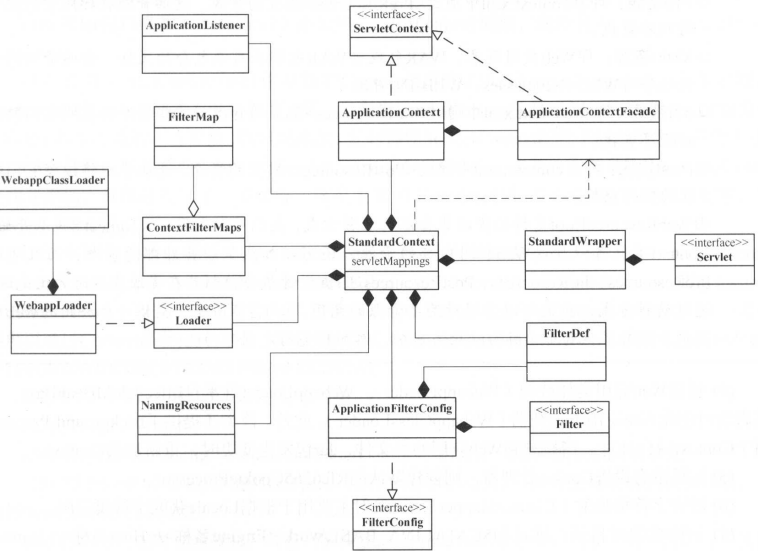 ApplicationListener
<<interface>>
ServletContext
FilterMap
ApplicationContext
ApplicationContextFacade
WebappClassLoader
ContextFilterMaps
StandardContext
servletMappings
StandardWrapper
<<interface>>
Servlet
WebappLoader
<<interface>>
Loader
FilterDef
NamingResources
ApplicationFilterConfig
<<interface>>
Filter
<<interface>>
FilterConfig